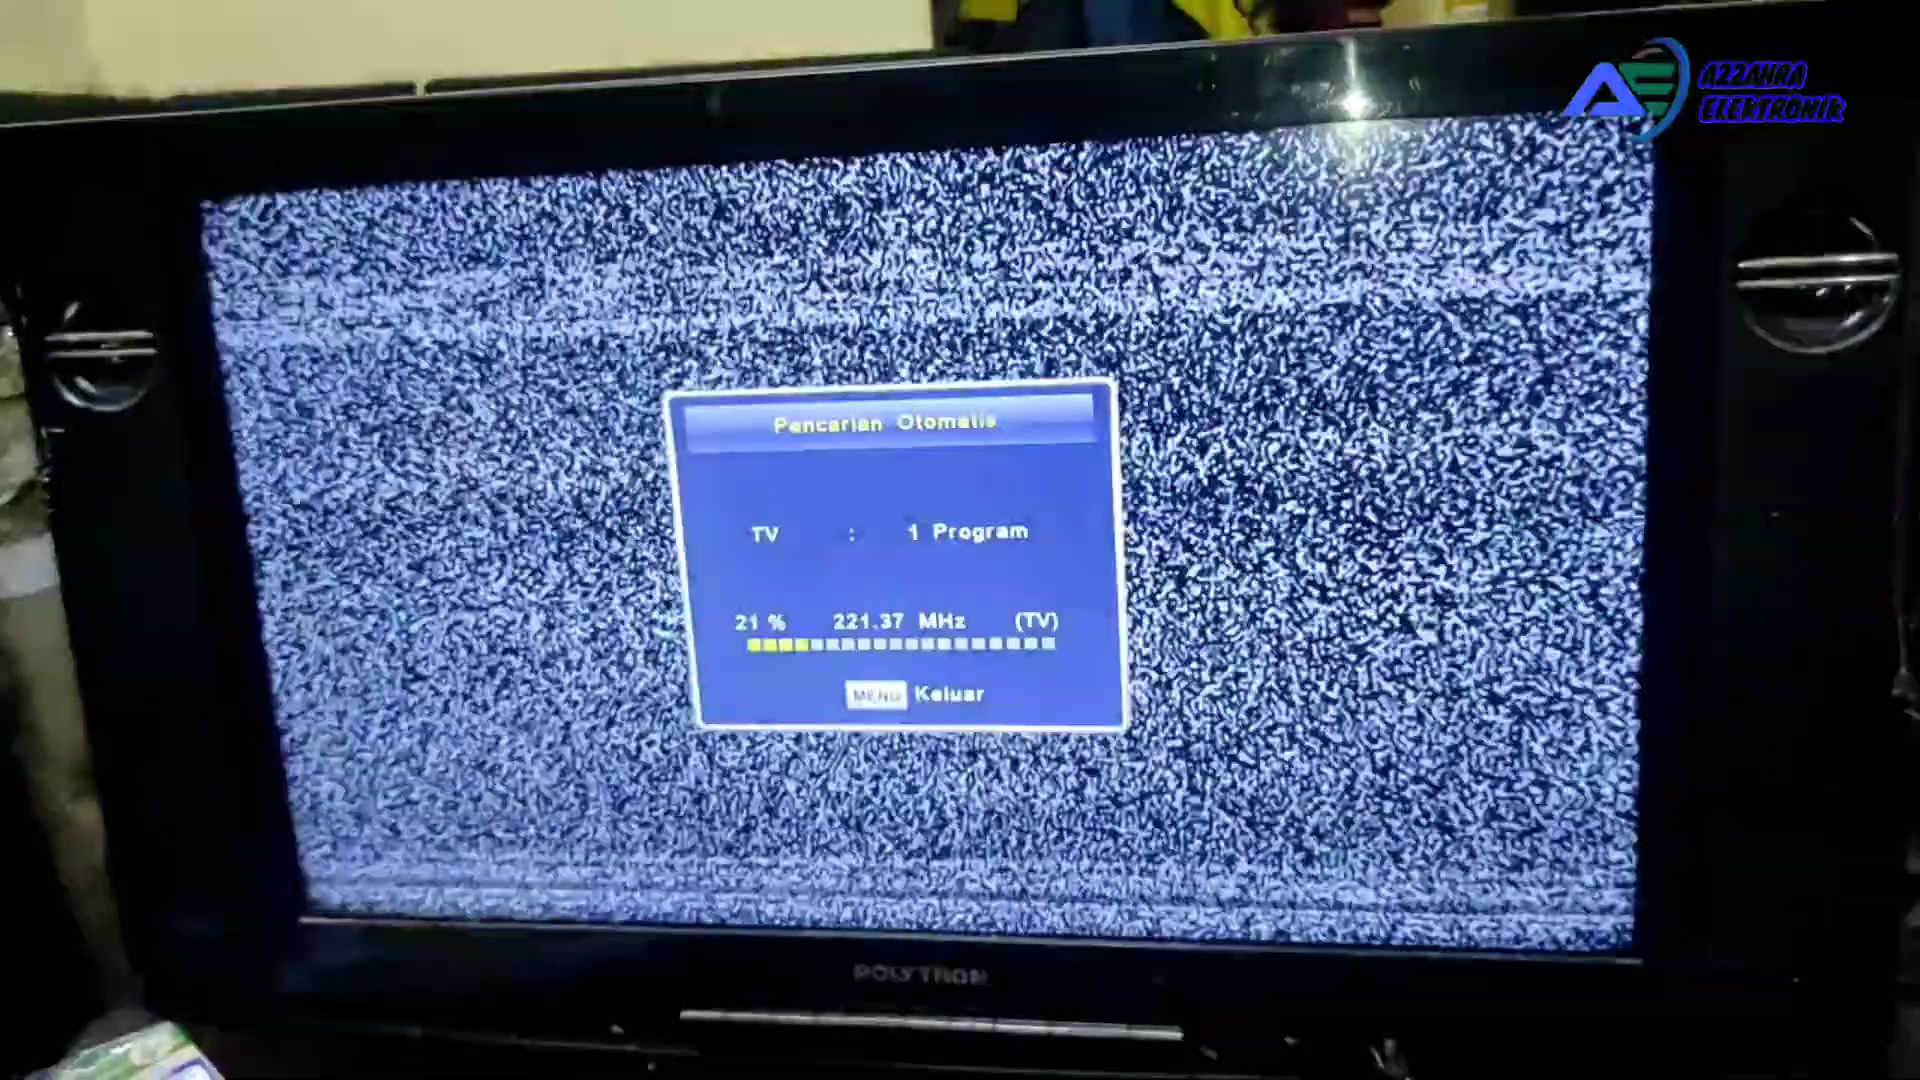 AZZAHRA
ELEKTRONIK
Pencarian Otomatis
TV : 1 Program
21 % 221.37 MHz (TV)
MENU Keluar
POLYTRON